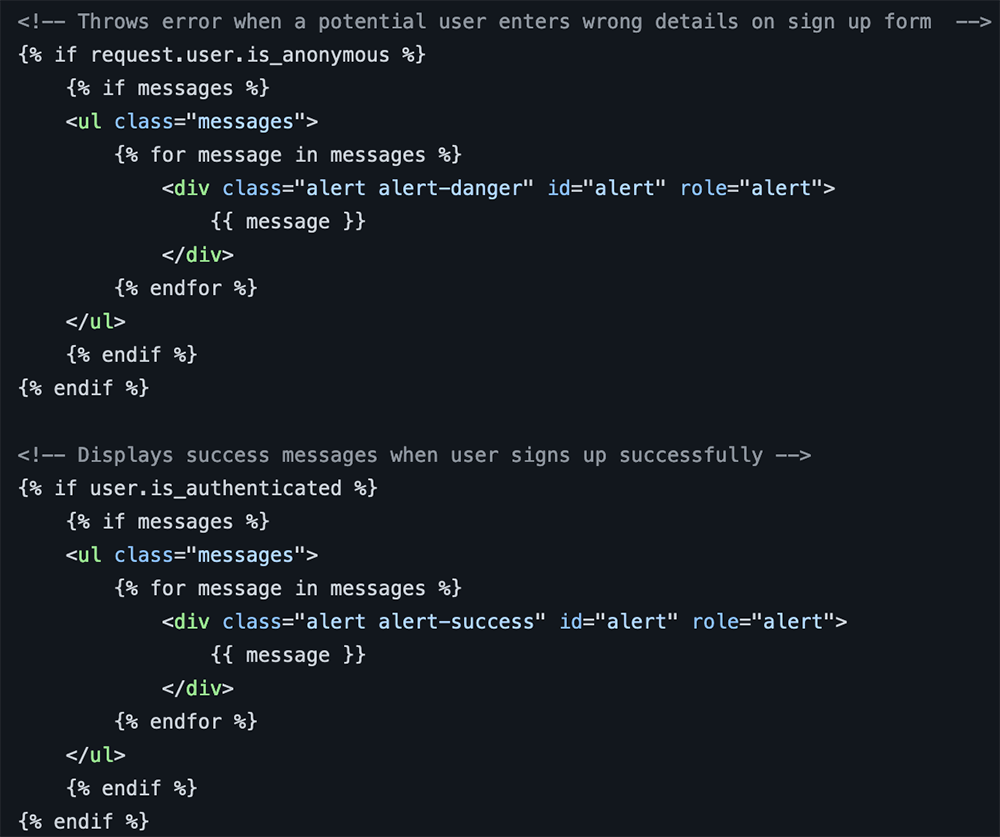 <!-- Throws error when a potential user enters wrong details on sign up form  -->
{% if request.user.is_anonymous %}
    {% if messages %}
    <ul class="messages">
        {% for message in messages %}
            <div class="alert alert-danger" id="alert" role="alert">
                {{ message }}
            </div>
        {% endfor %}
    </ul>
    {% endif %}
{% endif %}

<!-- Displays success messages when user signs up successfully -->
{% if user.is_authenticated %}
    {% if messages %}
    <ul class="messages">
        {% for message in messages %}
            <div class="alert alert-success" id="alert" role="alert">
                {{ message }}
            </div>
        {% endfor %}
    </ul>
    {% endif %}
{% endif %}